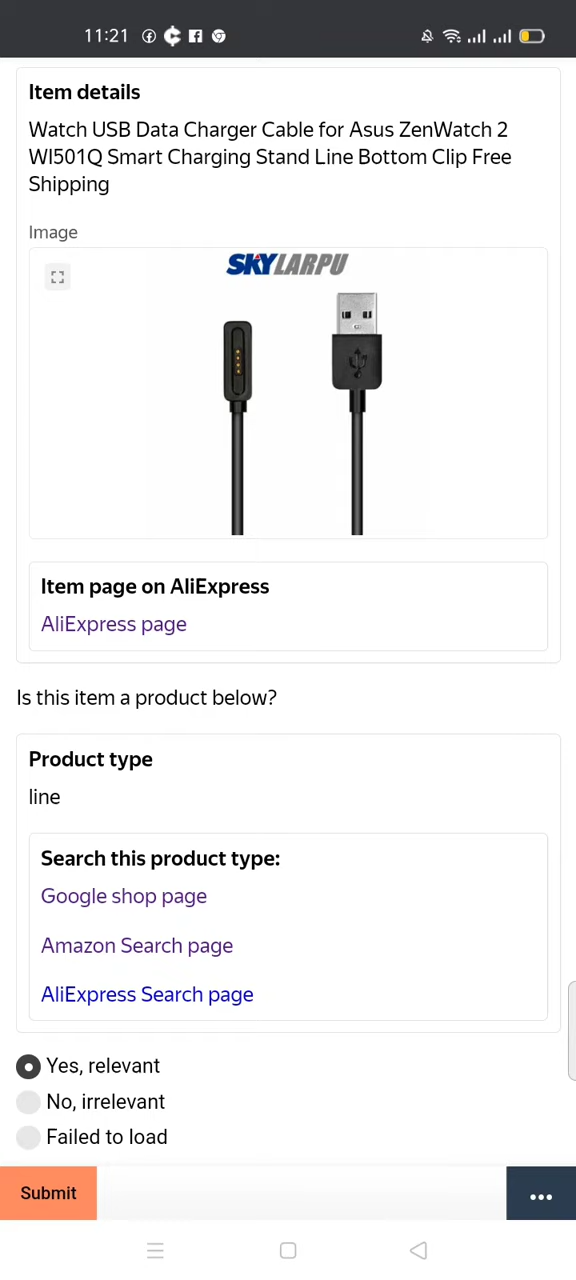 11:21
Item details
Watch USB Data Charger Cable for Asus ZenWatch 2
WI501Q Smart Charging Stand Line Bottom Clip Free
Shipping
Image
SKYLARPU
Item page on AliExpress
AliExpress page
Is this item a product below?
Product type
line
Search this product type:
Google shop page
Amazon Search page
AliExpress Search page
Yes, relevant
No, irrelevant
Failed to load
Submit